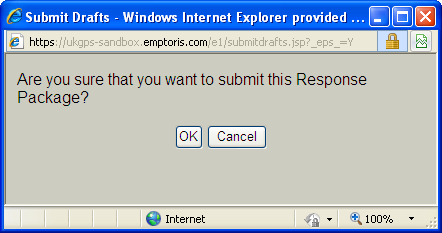 Submit Drafts - Windows Internet Explorer provided ...
https://ukgps-sandbox.emptoris.com/e1/submitdrafts.jsp?_eps_=Y
Are you sure that you want to submit this Response
Package?
OK Cancel
Internet 100%